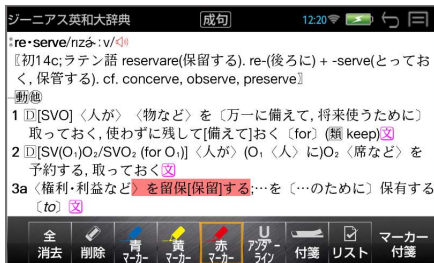 ジーニアス英和大辞典 成句 12:20
re･serve/rɪzə́ː v/
〖初14c;ラテン語 reservare(保留する). re-(後ろに) + -serve(とってお
く, 保管する). cf. concerve, observe, preserve〗
─動他
1 D[SVO]〈人が〉〈物など〉を〔万一に備えて, 将来使うために〕
取っておく, 使わずに残して[備えて]おく〔for〕(類 keep)文
2 D[SV(O₁)O₂/SVO₂ (for O₁)]〈人が〉(O₁〈人〉に)O₂〈席など〉を
予約する, 取っておく文
3a〈権利･利益など〉を留保[保留]する;…を〔…のために〕保有する
〔to〕文
全消去 削除 青マーカー 黄マーカー 赤マーカー U アンダーライン 付箋 リスト マーカー付箋